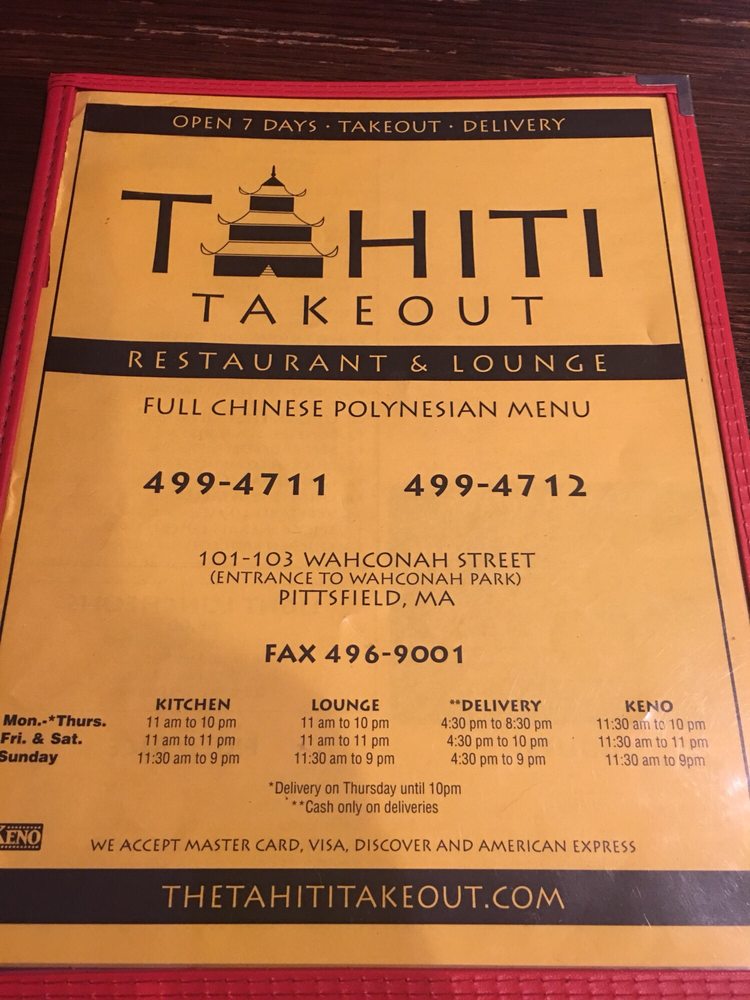 OPEN 7 DAYS · TAKEOUT · DELIVERY
TAHITI
TAKEOUT
RESTAURANT & LOUNGE
FULL CHINESE POLYNESIAN MENU
499-4711 499-4712
101-103 WAHCONAH STREET
(ENTRANCE TO WAHCONAH PARK)
PITTSFIELD, MA
FAX 496-9001
KITCHEN LOUNGE **DELIVERY KENO
Mon.-*Thurs. 11 am to 10 pm 11 am to 10 pm 4:30 pm to 8:30 pm 11:30 am to 10 pm
Fri. & Sat. 11 am to 11 pm 11 am to 11 pm 4:30 pm to 10 pm 11:30 am to 11 pm
Sunday 11:30 am to 9 pm 11:30 am to 9 pm 4:30 pm to 9 pm 11:30 am to 9pm
*Delivery on Thursday until 10pm
**Cash only on deliveries
KENO
WE ACCEPT MASTER CARD, VISA, DISCOVER AND AMERICAN EXPRESS
THETAHITITAKEOUT.COM